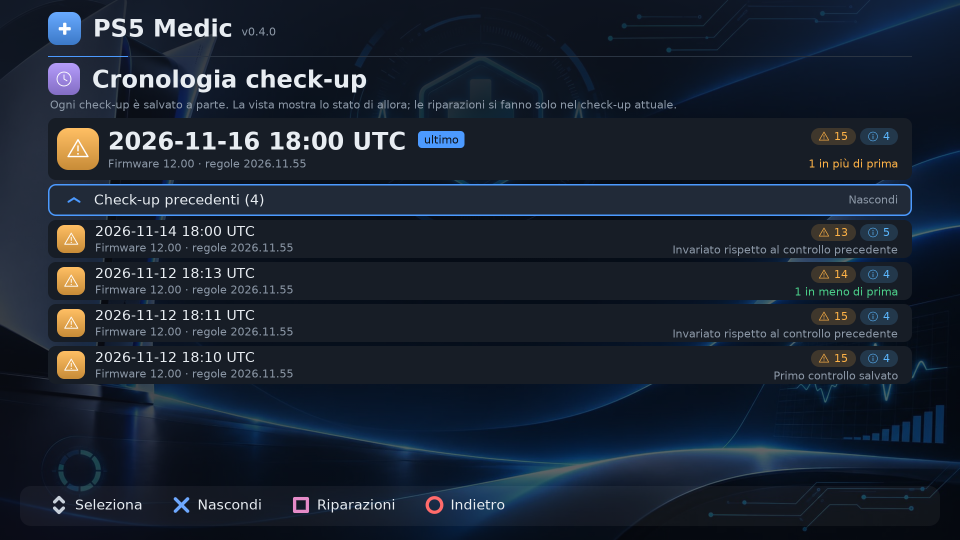 PS5 Medic v0.4.0
Cronologia check-up
Ogni check-up è salvato a parte. La vista mostra lo stato di allora; le riparazioni si fanno solo nel check-up attuale.
2026-11-16 18:00 UTC ultimo 15 4
Firmware 12.00 · regole 2026.11.55 1 in più di prima
Check-up precedenti (4) Nascondi
2026-11-14 18:00 UTC 13 5
Firmware 12.00 · regole 2026.11.55 Invariato rispetto al controllo precedente
2026-11-12 18:13 UTC 14 4
Firmware 12.00 · regole 2026.11.55 1 in meno di prima
2026-11-12 18:11 UTC 15 4
Firmware 12.00 · regole 2026.11.55 Invariato rispetto al controllo precedente
2026-11-12 18:10 UTC 15 4
Firmware 12.00 · regole 2026.11.55 Primo controllo salvato
Seleziona Nascondi Riparazioni Indietro